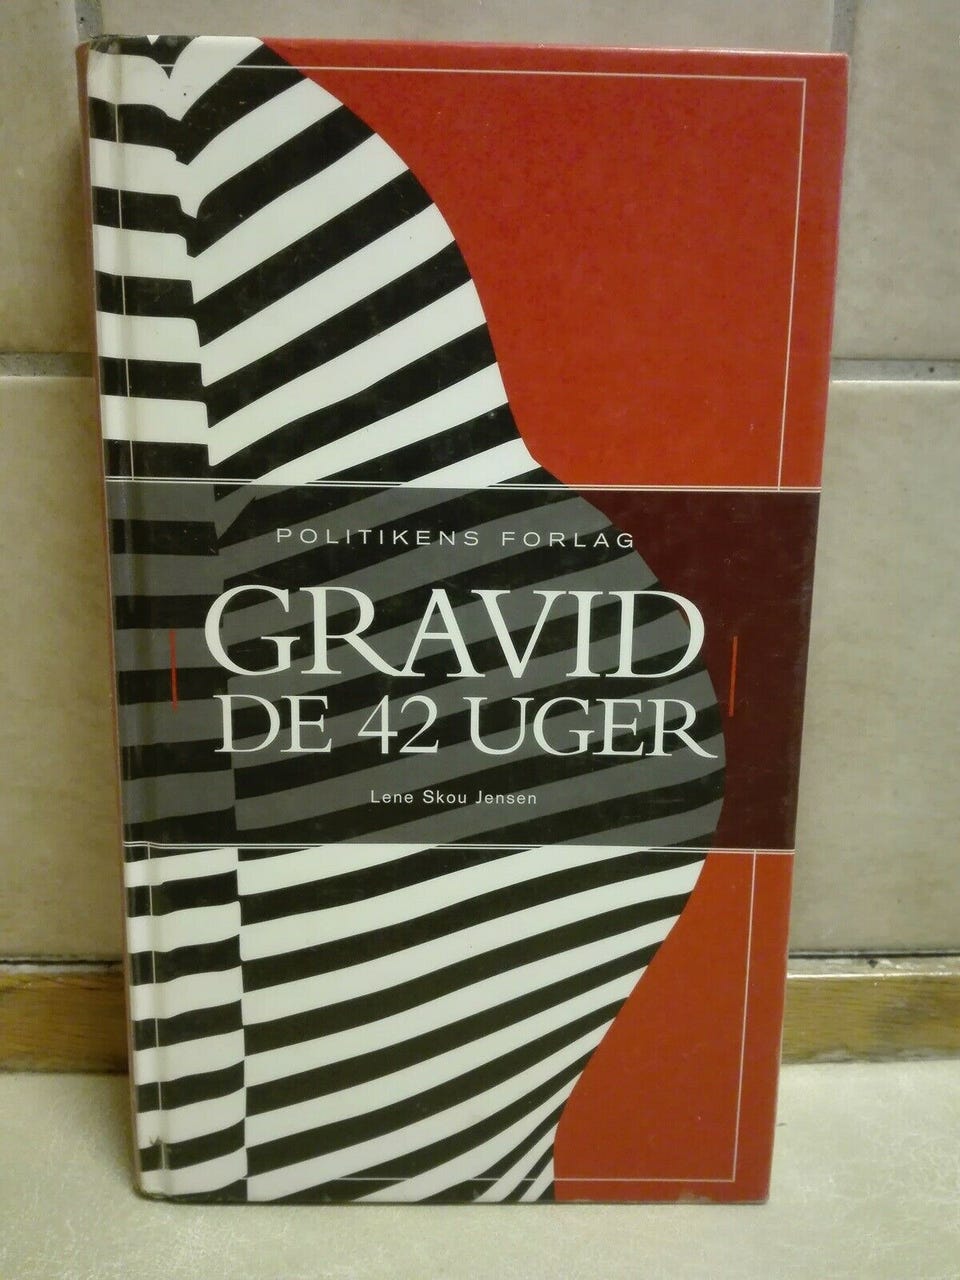 POLITIKENS FORLAG
GRAVID
DE 42 UGER
Lene Skou Jensen